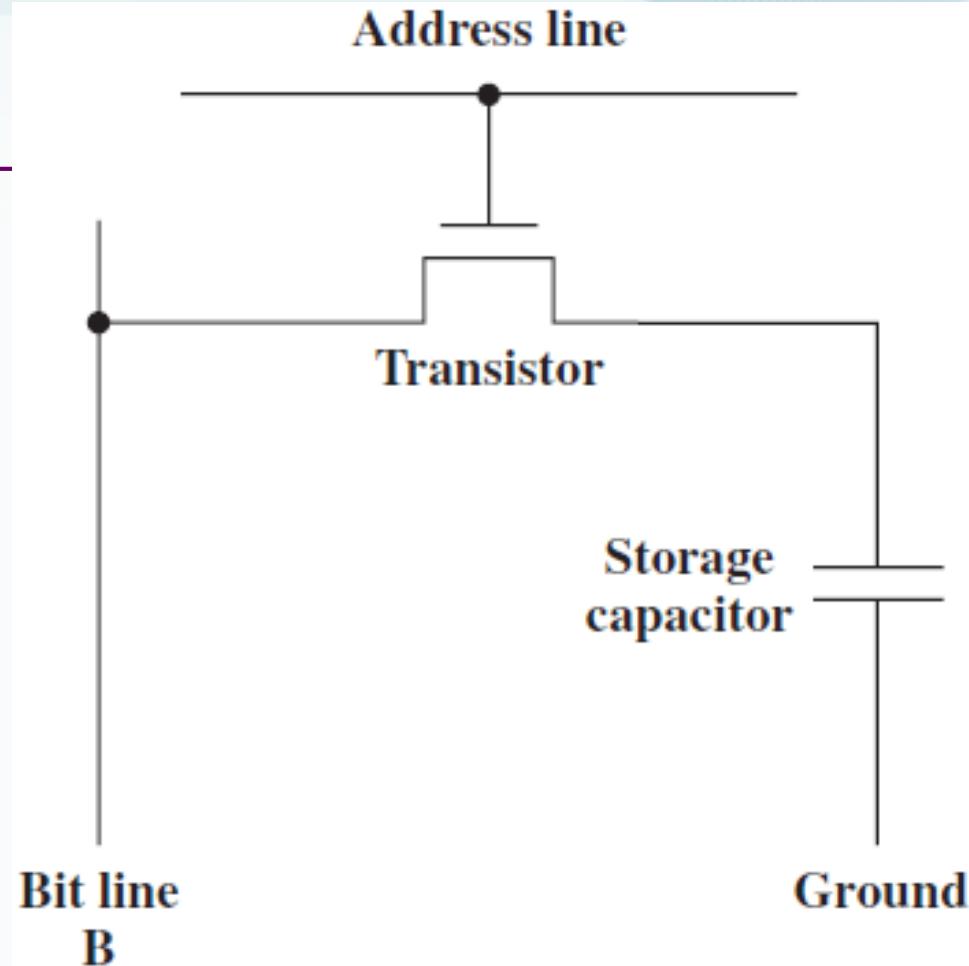 Address line
Transistor
Storage
capacitor
Bit line
B
Ground